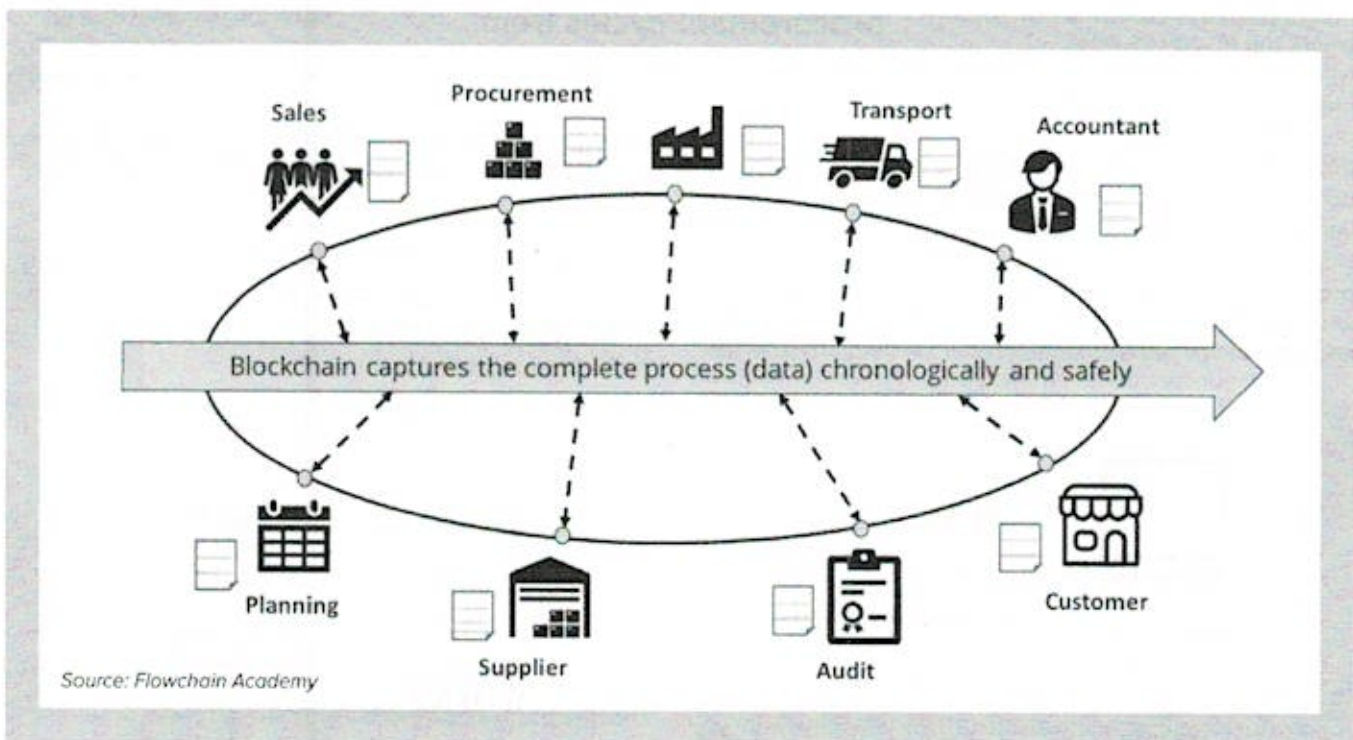 Sales
Procurement
Transport
Accountant
Blockchain captures the complete process (data) chronologically and safely
Planning
Supplier
Audit
Customer
Source: Flowchain Academy